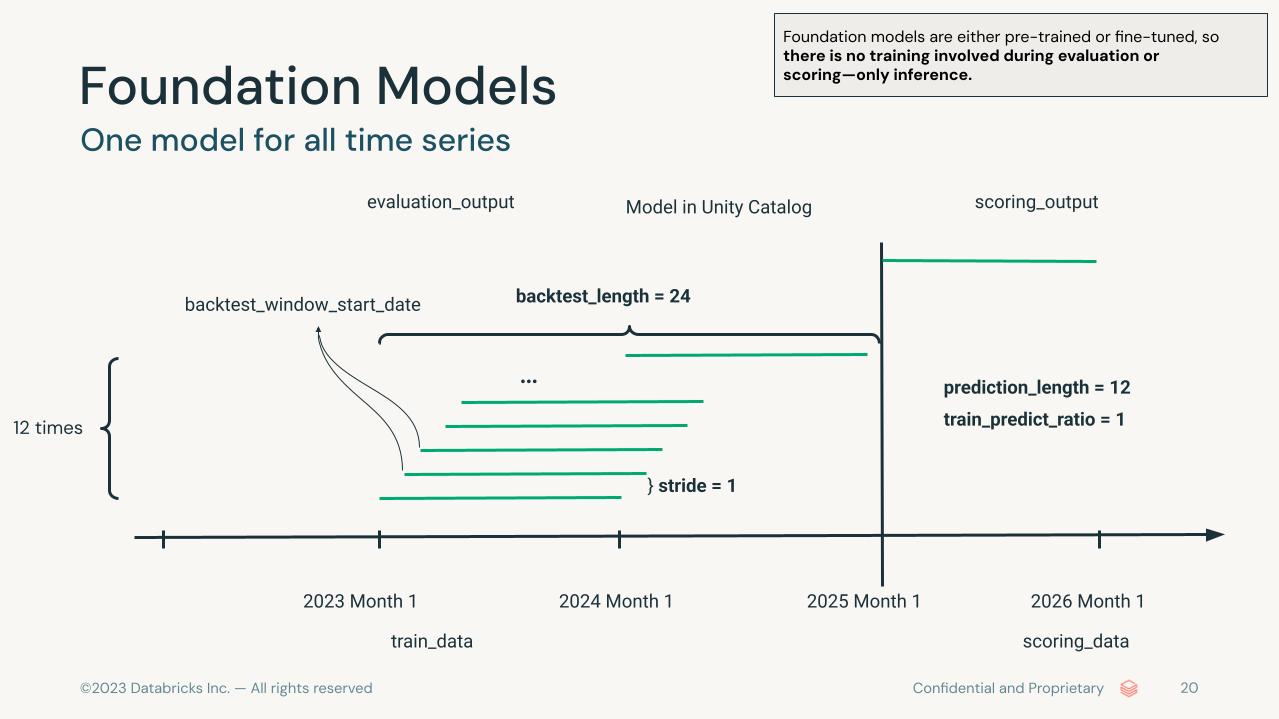 Foundation models are either pre-trained or fine-tuned, so
there is no training involved during evaluation or
scoring—only inference.
Foundation Models
One model for all time series
evaluation_output
Model in Unity Catalog
scoring_output
backtest_window_start_date
backtest_length = 24
...
prediction_length = 12
train_predict_ratio = 1
12 times
} stride = 1
2023 Month 1
2024 Month 1
2025 Month 1
2026 Month 1
train_data
scoring_data
©2023 Databricks Inc. — All rights reserved
Confidential and Proprietary
20